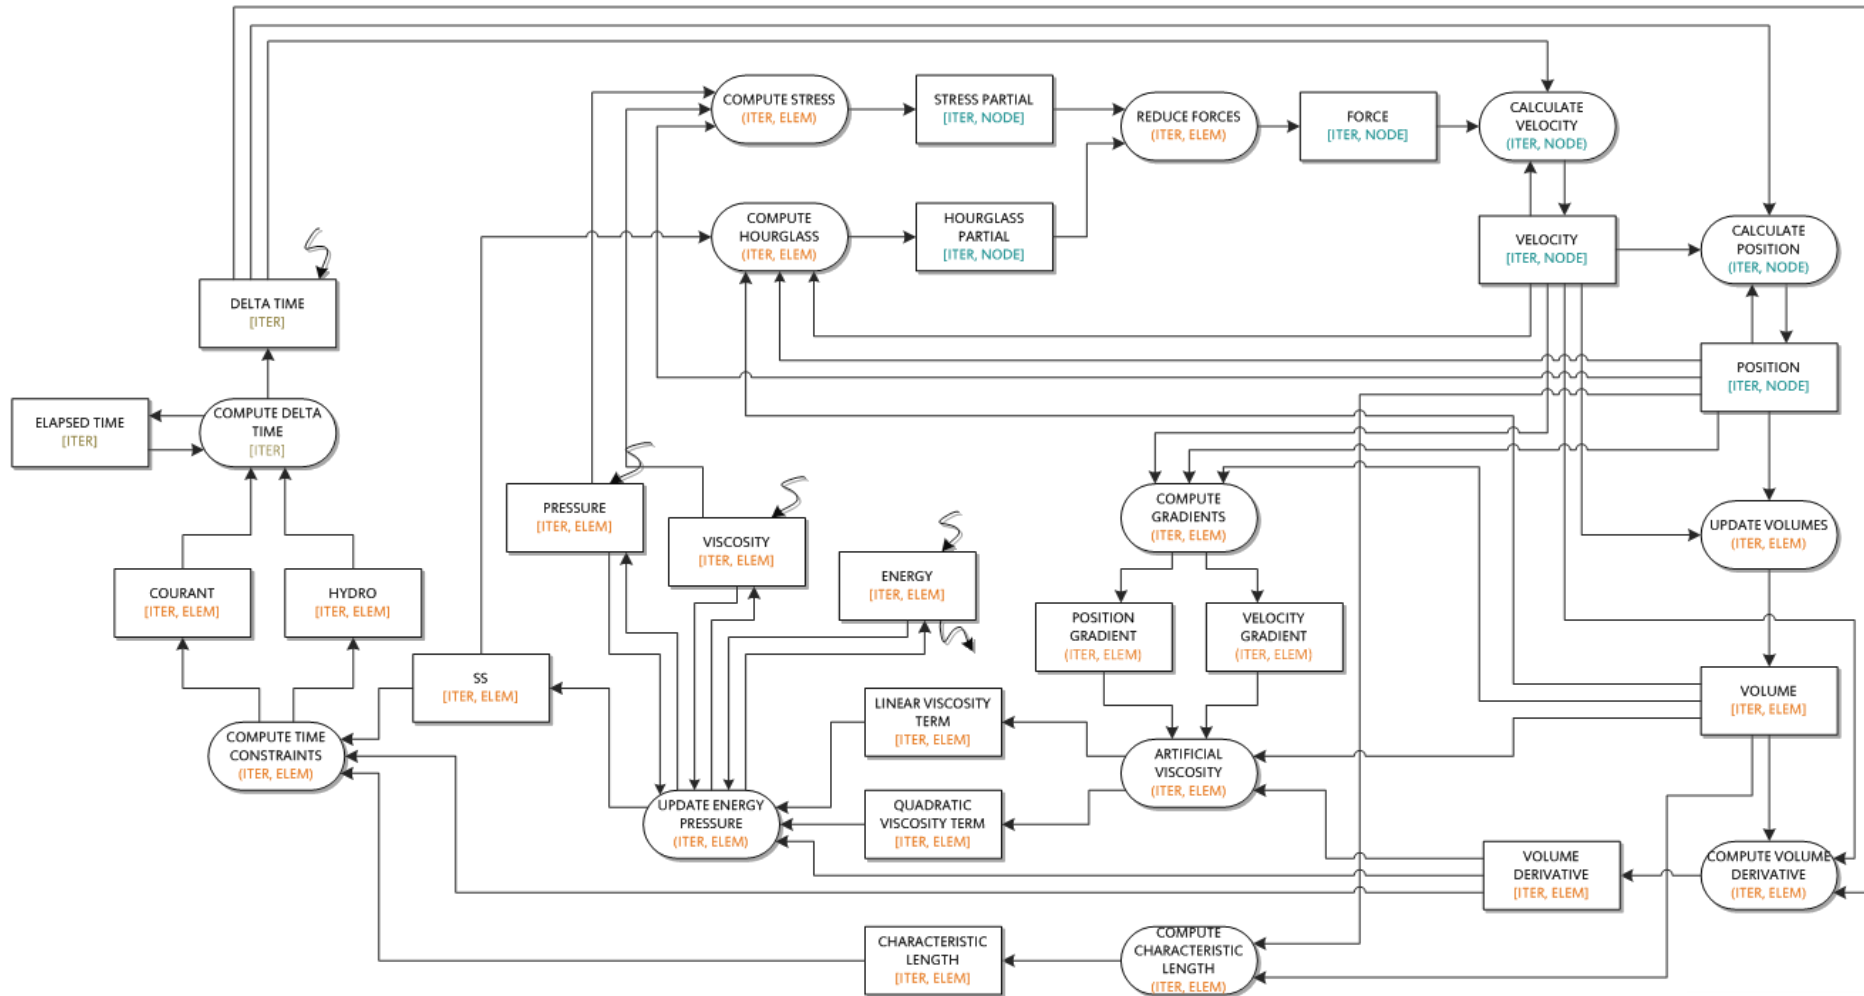 COMPUTE STRESS
(ITER, ELEM)
STRESS PARTIAL
[ITER, NODE]
REDUCE FORCES
(ITER, ELEM)
FORCE
[ITER, NODE]
CALCULATE
VELOCITY
(ITER, NODE)
COMPUTE
HOURGLASS
(ITER, ELEM)
HOURGLASS
PARTIAL
[ITER, NODE]
VELOCITY
[ITER, NODE]
CALCULATE
POSITION
(ITER, NODE)
DELTA TIME
[ITER]
POSITION
[ITER, NODE]
ELAPSED TIME
[ITER]
COMPUTE DELTA
TIME
[ITER]
PRESSURE
[ITER, ELEM]
VISCOSITY
[ITER, ELEM]
ENERGY
[ITER, ELEM]
COMPUTE
GRADIENTS
(ITER, ELEM)
UPDATE VOLUMES
(ITER, ELEM)
COURANT
[ITER, ELEM]
HYDRO
[ITER, ELEM]
POSITION
GRADIENT
(ITER, ELEM)
VELOCITY
GRADIENT
(ITER, ELEM)
SS
[ITER, ELEM]
LINEAR VISCOSITY
TERM
[ITER, ELEM]
VOLUME
[ITER, ELEM]
COMPUTE TIME
CONSTRAINTS
(ITER, ELEM)
ARTIFICIAL
VISCOSITY
(ITER, ELEM)
UPDATE ENERGY
PRESSURE
(ITER, ELEM)
QUADRATIC
VISCOSITY TERM
[ITER, ELEM]
VOLUME
DERIVATIVE
[ITER, ELEM]
COMPUTE VOLUME
DERIVATIVE
(ITER, ELEM)
CHARACTERISTIC
LENGTH
[ITER, ELEM]
COMPUTE
CHARACTERISTIC
LENGTH
(ITER, ELEM)